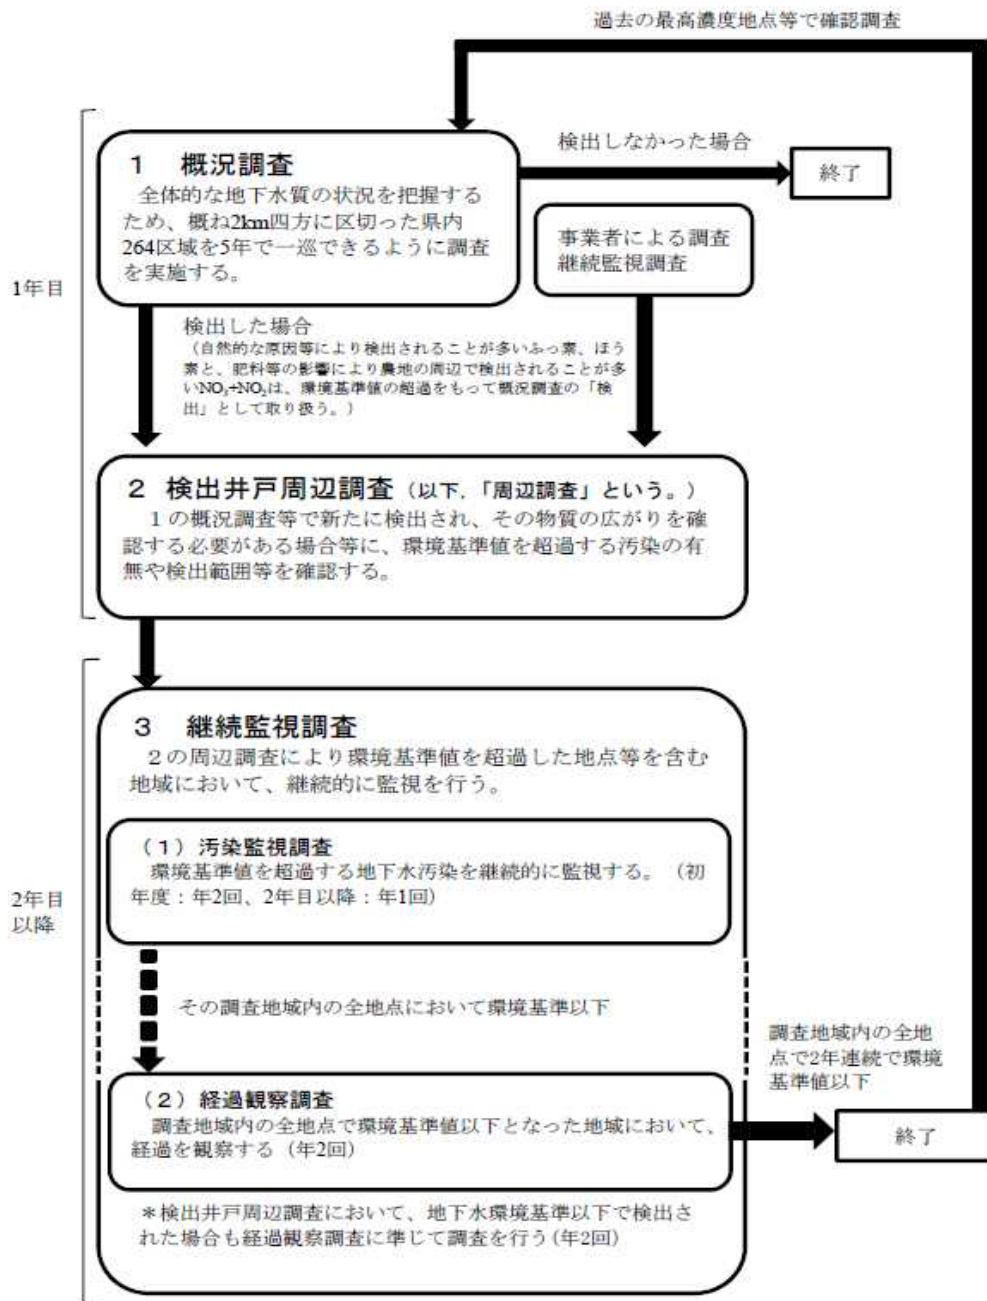 過去の最高濃度地点等で確認調査
1年目
1　概況調査
全体的な地下水質の状況を把握する
ため、概ね2km四方に区切った県内
264区域を5年で一巡できるように調査
を実施する。
検出しなかった場合
終了
事業者による調査
継続監視調査
検出した場合
（自然的な原因等により検出されることが多いふっ素、ほう
素と、肥料等の影響により農地の周辺で検出されることが多
いNO₃+NO₂は、環境基準値の超過をもって概況調査の「検
出」として取り扱う。）
2　検出井戸周辺調査（以下，「周辺調査」という。）
１の概況調査等で新たに検出され、その物質の広がりを確
認する必要がある場合等に、環境基準値を超過する汚染の有
無や検出範囲等を確認する。
2年目
以降
3　継続監視調査
２の周辺調査により環境基準値を超過した地点等を含む
地域において、継続的に監視を行う。
（１）汚染監視調査
環境基準値を超過する地下水汚染を継続的に監視する。（初
年度：年2回、2年目以降：年1回）
その調査地域内の全地点において環境基準以下
（２）経過観察調査
調査地域内の全地点で環境基準値以下となった地域において、
経過を観察する（年2回）
＊検出井戸周辺調査において、地下水環境基準以下で検出さ
れた場合も経過観察調査に準じて調査を行う(年2回）
調査地域内の全地
点で2年連続で環境
基準値以下
終了